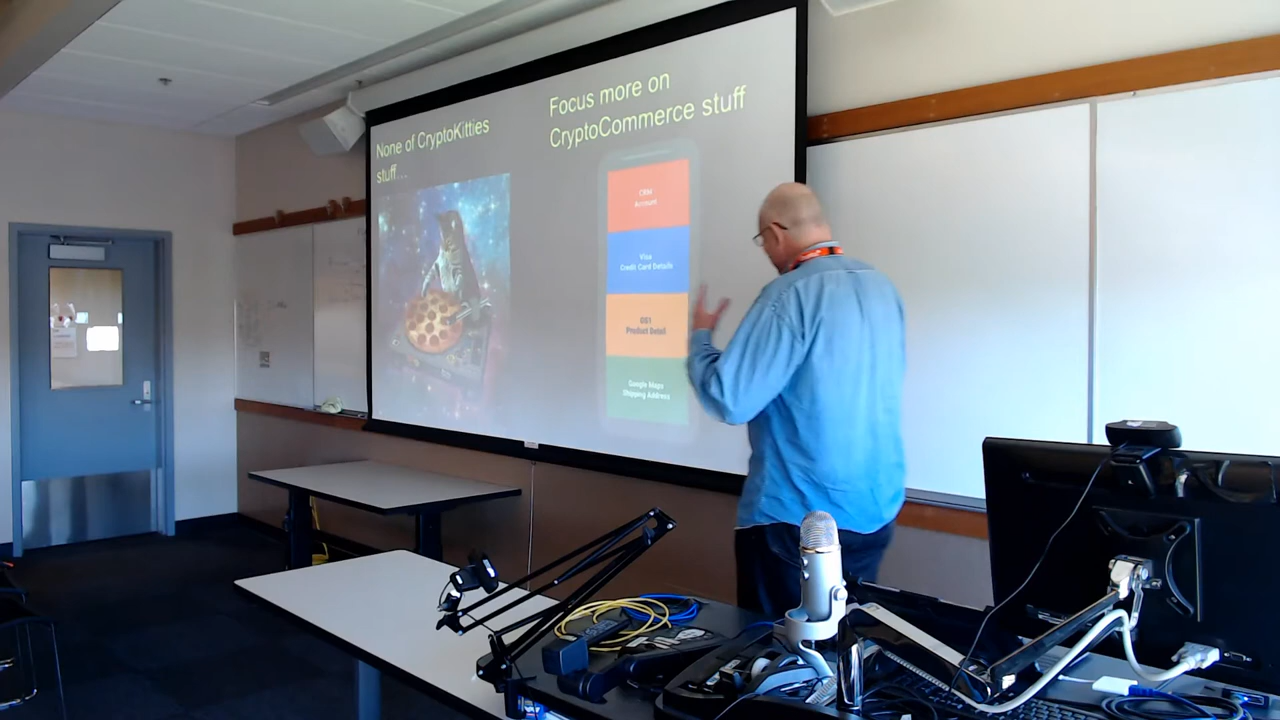 None of CryptoKitties
stuff....
Focus more on
CryptoCommerce stuff
CRM
Account
Visa
Credit Card Details
GS1
Product Detail
Google Maps
Shipping Address